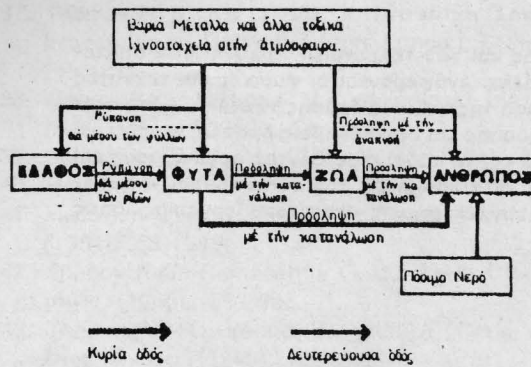 Βαριά Μέταλλα και άλλα τοξικά
ἰχνοστοιχεία στήν ἀτμόσφαιρα.
Ρύπανση
διά μέσου τῶν φύλλων
Πρόσληψη μέ τήν
ἀναπνοή
ΕΔΑΦΟΣ
Ρύπανση
διά μέσου
τῶν ριζῶν
ΦΥΤΑ
Πρόσληψη
μέ τήν κατα-
νάλωση
ΖΩΑ
Πρόσληψη
μέ τήν κα-
τανάλωση
ΑΝΘΡΩΠΟΣ
Πρόσληψη
μέ τήν κατανάλωση
Πόσιμο Νερό
Κυρία ὁδός
Δευτερεύουσα ὁδός